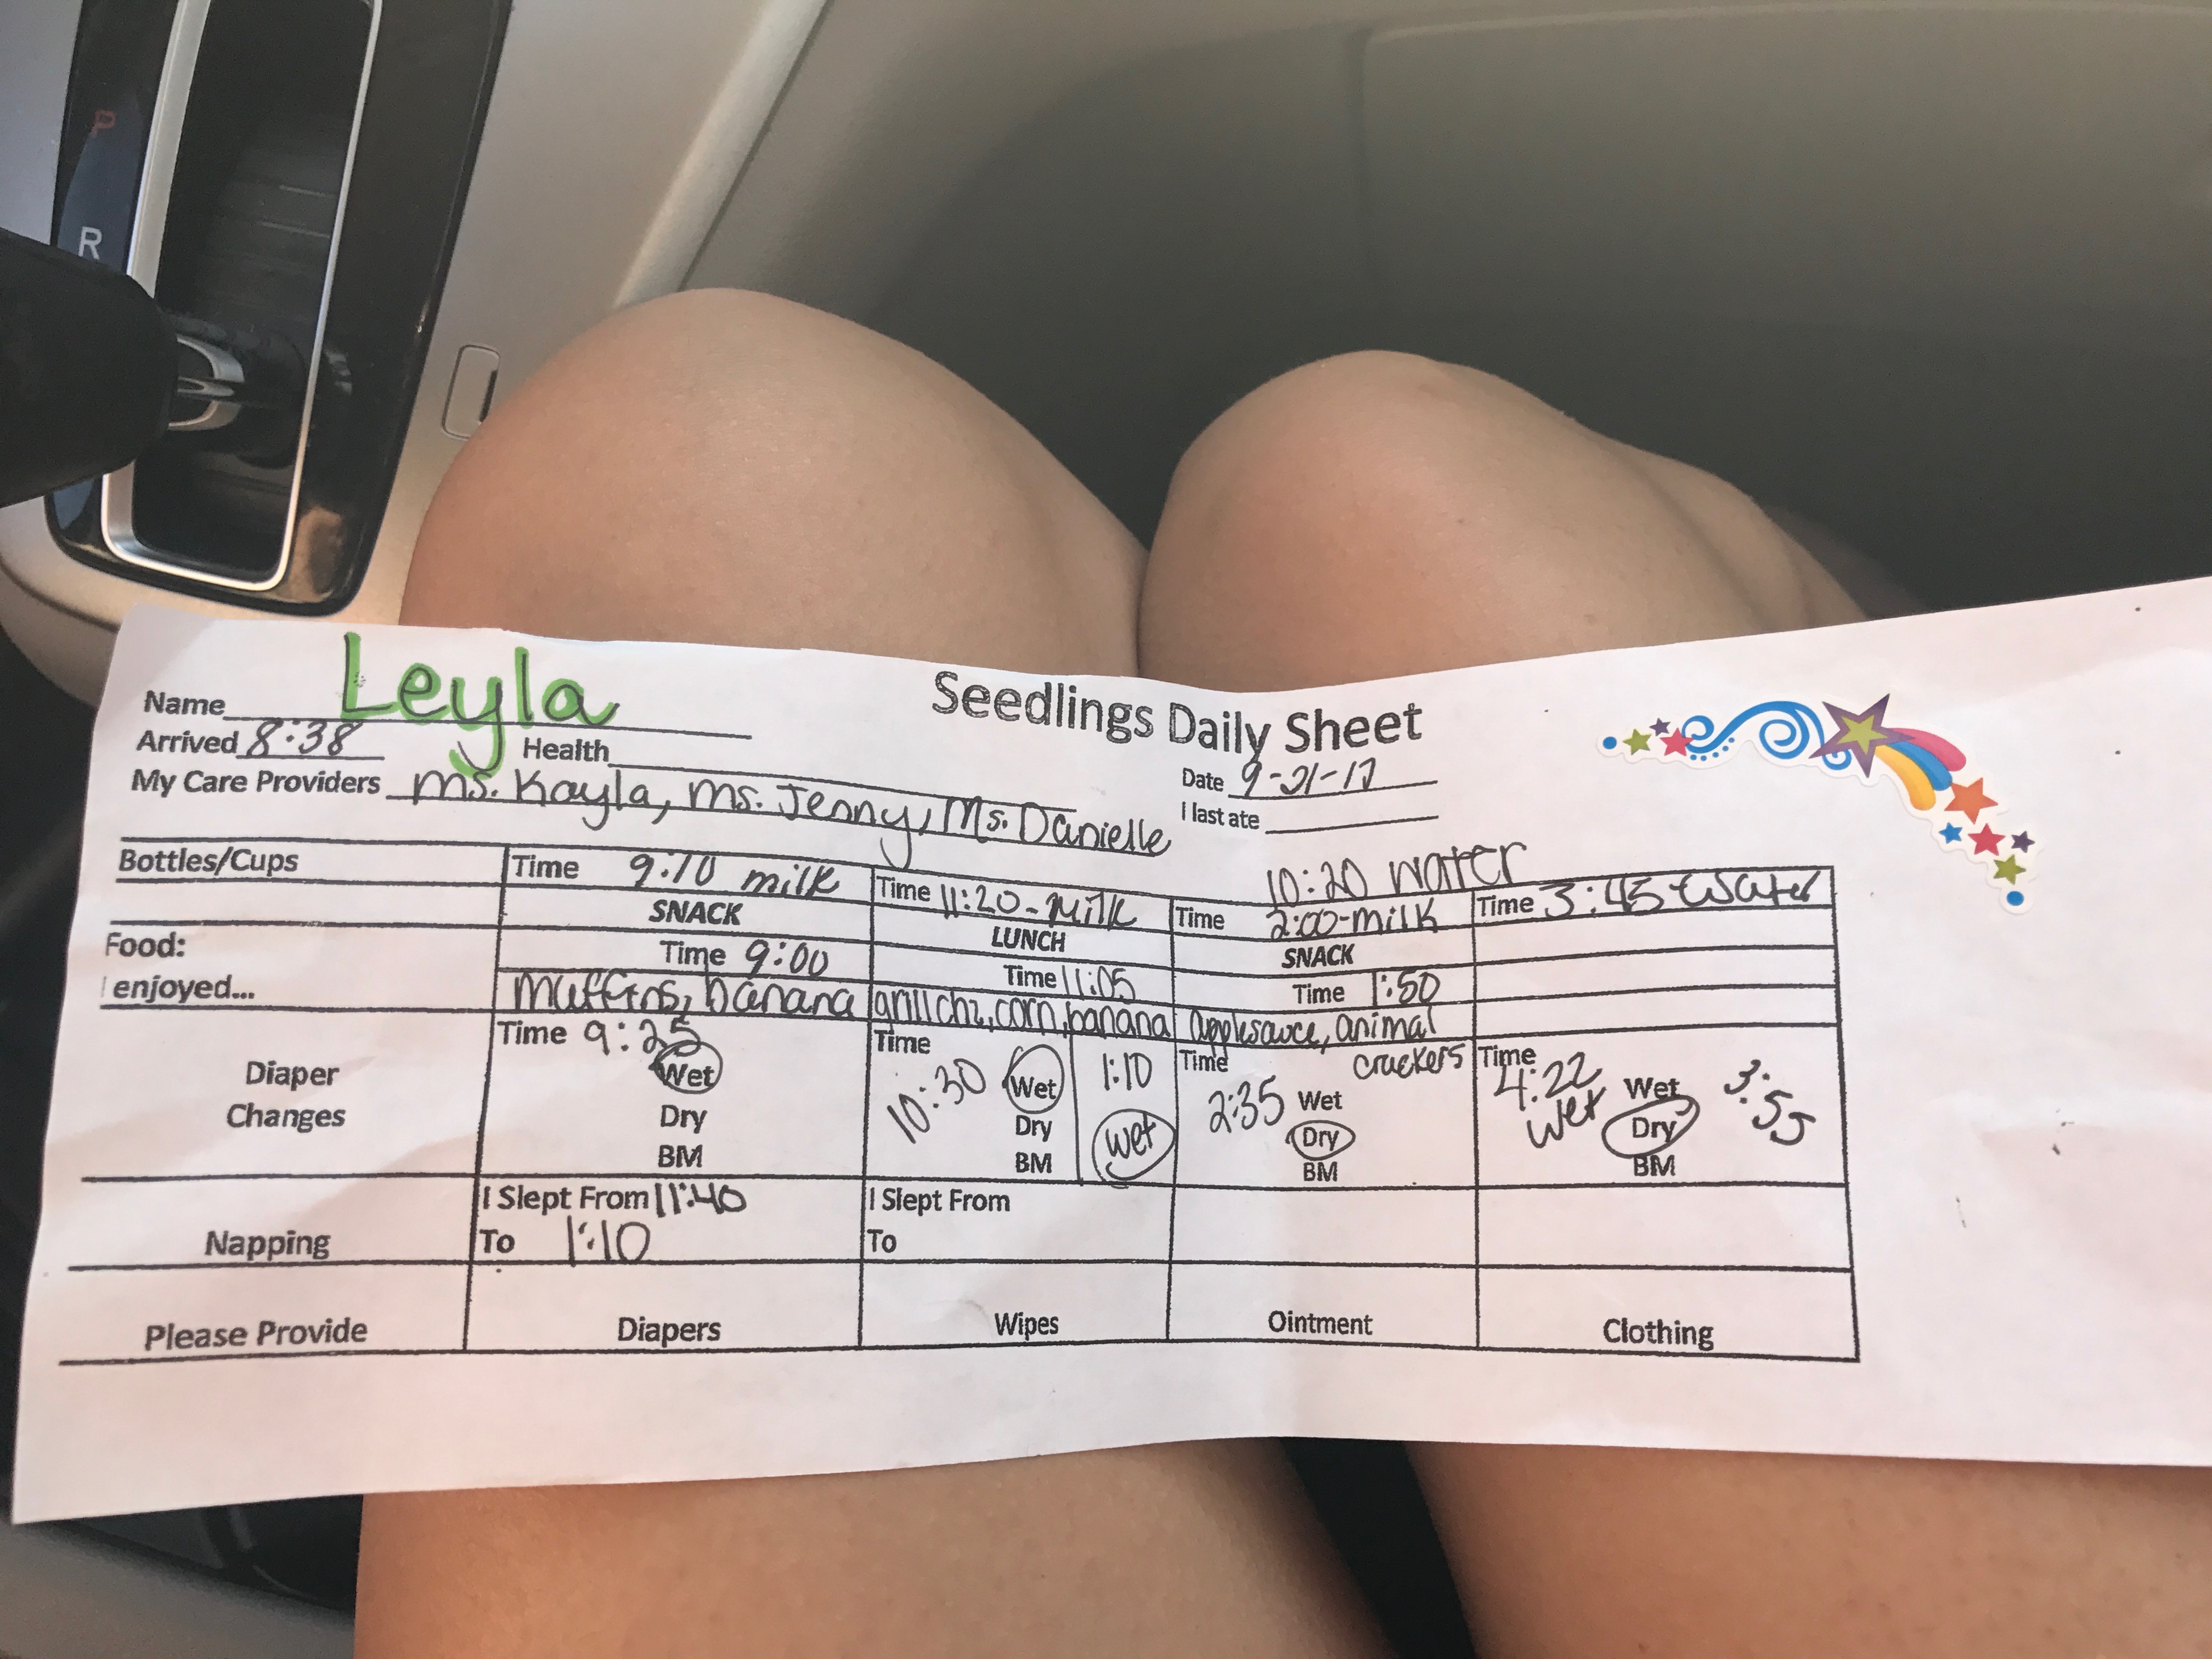 P
R
Name Leyla
Seedlings Daily Sheet
Arrived 8:38 Health
Date 9-21-17
My Care Providers Ms. Kayla, Ms. Jenny, Ms. Danielle
I last ate
10:20 water
Bottles/Cups Time 9:10 milk Time 11:20-Milk Time 2:00-milk Time 3:45 Water
SNACK LUNCH SNACK
Food: Time 9:00 Time 11:05 Time 1:50
I enjoyed... muffins, banana grillchz, corn, banana applesauce, animal
crackers
Time 9:25 Time Time Time
Diaper Wet 10:30 Wet 1:10 2:35 Wet 4:22 Wet 3:55
Changes Dry Dry wet Dry wet Dry
BM BM BM BM
I Slept From 11:40 I Slept From
Napping To 1:10 To
Please Provide Diapers Wipes Ointment Clothing